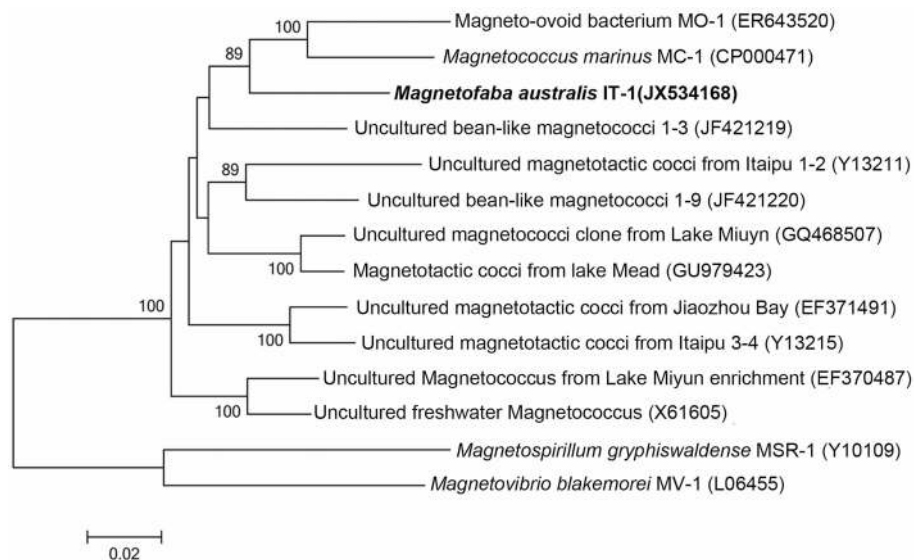 100
Magneto-ovoid bacterium MO-1 (ER643520)
89
Magnetococcus marinus MC-1 (CP000471)
Magnetofaba australis IT-1(JX534168)
Uncultured bean-like magnetococci 1-3 (JF421219)
89
Uncultured magnetotactic cocci from Itaipu 1-2 (Y13211)
Uncultured bean-like magnetococci 1-9 (JF421220)
Uncultured magnetococci clone from Lake Miuyn (GQ468507)
100
Magnetotactic cocci from lake Mead (GU979423)
100
Uncultured magnetotactic cocci from Jiaozhou Bay (EF371491)
100
Uncultured magnetotactic cocci from Itaipu 3-4 (Y13215)
Uncultured Magnetococcus from Lake Miyun enrichment (EF370487)
100
Uncultured freshwater Magnetococcus (X61605)
Magnetospirillum gryphiswaldense MSR-1 (Y10109)
Magnetovibrio blakemorei MV-1 (L06455)
0.02